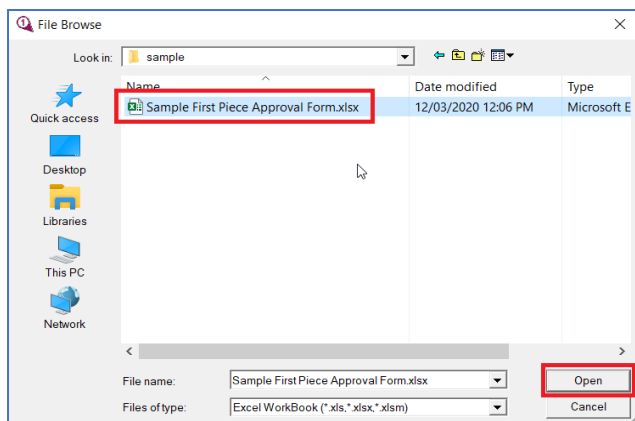 File Browse
Look in: sample
Name Date modified Type
Sample First Piece Approval Form.xlsx 12/03/2020 12:06 PM Microsoft E
Quick access
Desktop
Libraries
This PC
Network
File name: Sample First Piece Approval Form.xlsx Open
Files of type: Excel WorkBook (*.xls,*.xlsx,*.xlsm) Cancel